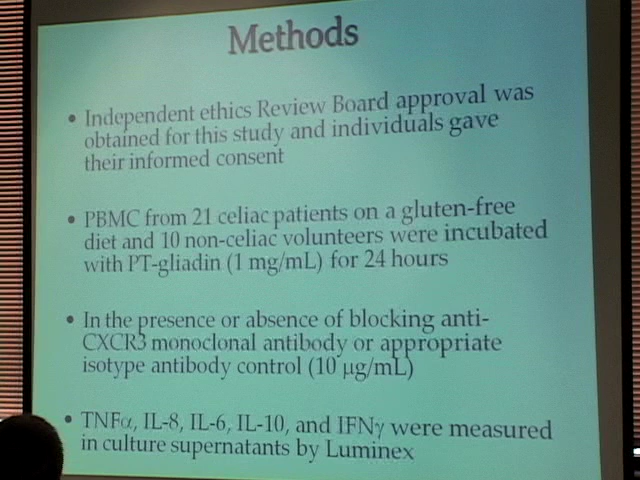 Methods
• Independent ethics Review Board approval was
obtained for this study and individuals gave
their informed consent
• PBMC from 21 celiac patients on a gluten-free
diet and 10 non-celiac volunteers were incubated
with PT-gliadin (1 mg/mL) for 24 hours
• In the presence or absence of blocking anti-
CXCR3 monoclonal antibody or appropriate
isotype antibody control (10 μg/mL)
• TNFα, IL-8, IL-6, IL-10, and IFNγ were measured
in culture supernatants by Luminex